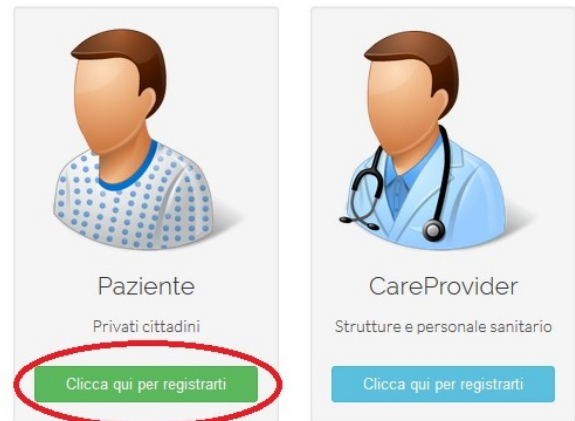 Paziente
Privati cittadini
Clicca qui per registrarti
CareProvider
Strutture e personale sanitario
Clicca qui per registrarti